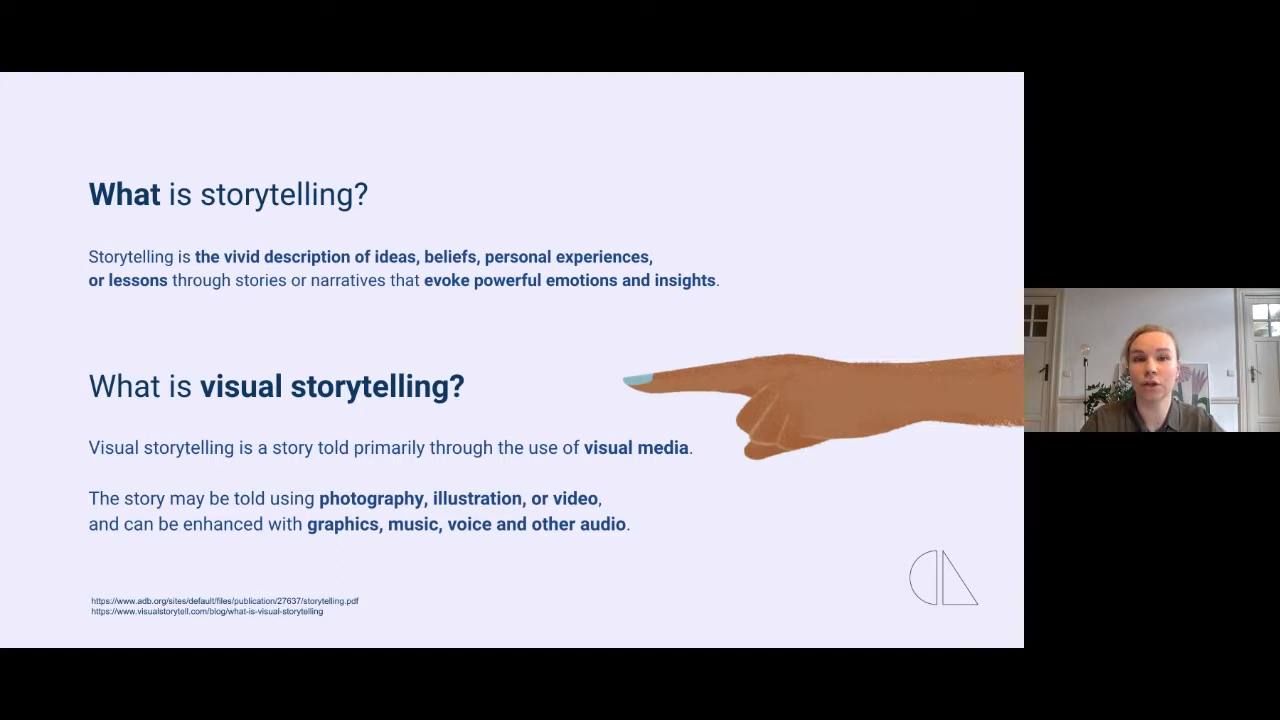 What is storytelling?
Storytelling is the vivid description of ideas, beliefs, personal experiences,
or lessons through stories or narratives that evoke powerful emotions and insights.
What is visual storytelling?
Visual storytelling is a story told primarily through the use of visual media.
The story may be told using photography, illustration, or video,
and can be enhanced with graphics, music, voice and other audio.
https://www.adb.org/sites/default/files/publication/27637/storytelling.pdf
https://www.visualstorytell.com/blog/what-is-visual-storytelling